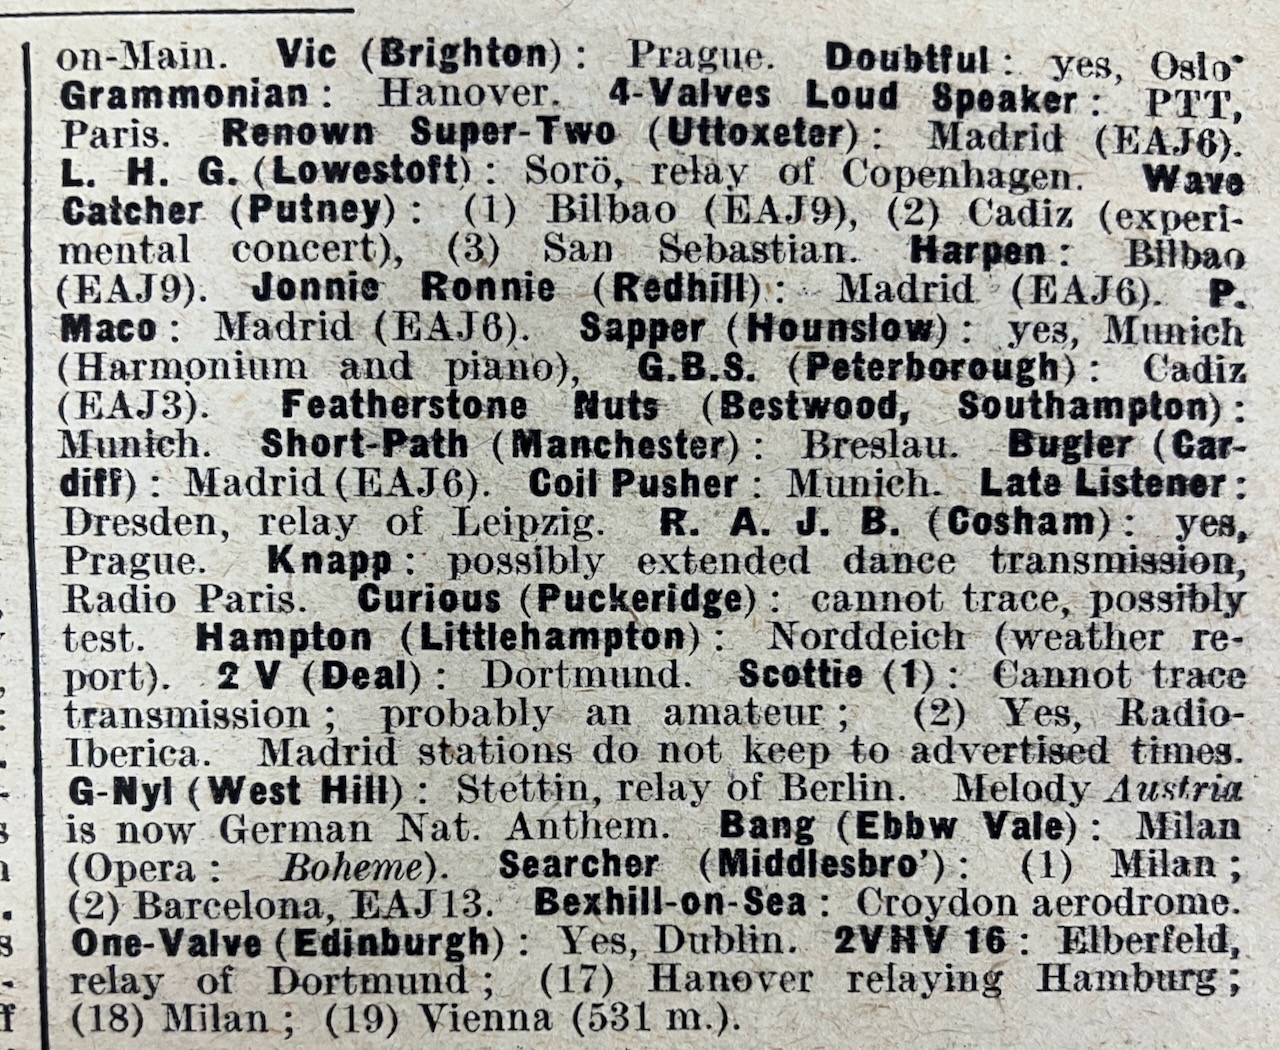 on-Main. Vic (Brighton): Prague. Doubtful: yes, Oslo·
Grammonian: Hanover. 4-Valves Loud Speaker: PTT,
Paris. Renown Super-Two (Uttoxeter): Madrid (EAJ6).
L. H. G. (Lowestoft): Sorö, relay of Copenhagen. Wave
Catcher (Putney): (1) Bilbao (EAJ9), (2) Cadiz (experi-
mental concert), (3) San Sebastian. Harpen: Bilbao
(EAJ9). Jonnie Ronnie (Redhill): Madrid (EAJ6). P.
Maco: Madrid (EAJ6). Sapper (Hounslow): yes, Munich
(Harmonium and piano), G.B.S. (Peterborough): Cadiz
(EAJ3). Featherstone Nuts (Bestwood, Southampton):
Munich. Short-Path (Manchester): Breslau. Bugler (Car-
diff): Madrid (EAJ6). Coil Pusher: Munich. Late Listener:
Dresden, relay of Leipzig. R. A. J. B. (Cosham): yes,
Prague. Knapp: possibly extended dance transmission,
Radio Paris. Curious (Puckeridge): cannot trace, possibly
test. Hampton (Littlehampton): Norddeich (weather re-
port). 2 V (Deal): Dortmund. Scottie (1): Cannot trace
transmission; probably an amateur; (2) Yes, Radio-
Iberica. Madrid stations do not keep to advertised times.
G-Nyl (West Hill): Stettin, relay of Berlin. Melody Austria
is now German Nat. Anthem. Bang (Ebbw Vale): Milan
(Opera: Boheme). Searcher (Middlesbro'): (1) Milan;
(2) Barcelona, EAJ13. Bexhill-on-Sea: Croydon aerodrome.
One-Valve (Edinburgh): Yes, Dublin. 2VHV 16: Elberfeld,
relay of Dortmund; (17) Hanover relaying Hamburg;
(18) Milan; (19) Vienna (531 m.).